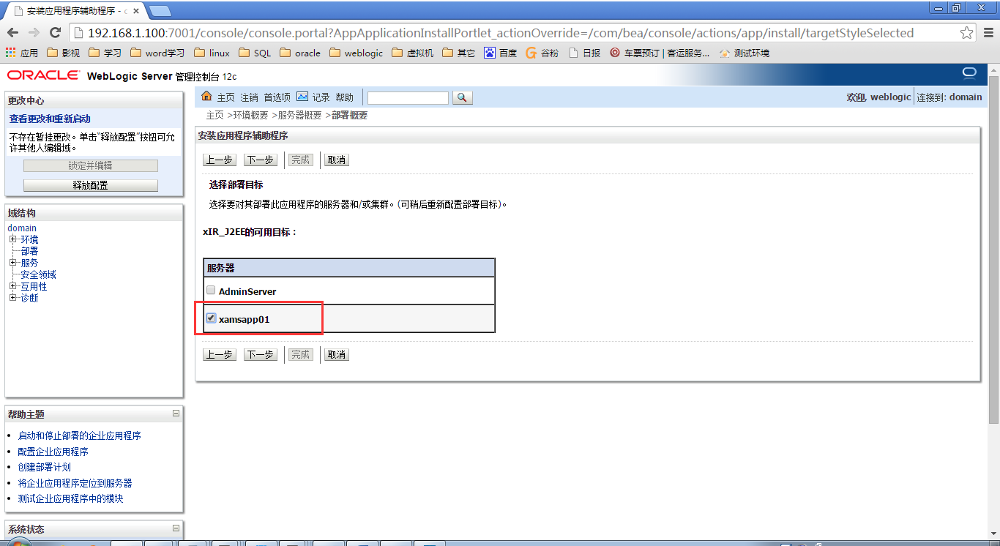 安装应用程序辅助程序 - d
192.168.1.100:7001/console/console.portal?AppApplicationInstallPortlet_actionOverride=/com/bea/console/actions/app/install/targetStyleSelected
应用 影视 学习 word学习 linux SQL oracle weblogic 虚拟机 其它 百度 谷粉 日报 车票预订 | 客运服务... 测试环境
ORACLE WebLogic Server 管理控制台 12c
更改中心
查看更改和重新启动
不存在暂挂更改。单击"释放配置"按钮可允
许其他人编辑域。
锁定并编辑
释放配置
域结构
domain
环境
部署
服务
安全领域
互用性
诊断
帮助主题
启动和停止部署的企业应用程序
配置企业应用程序
创建部署计划
将企业应用程序定位到服务器
测试企业应用程序中的模块
系统状态
主页 注销 首选项 记录 帮助
欢迎, weblogic 连接到: domain
主页 >环境概要 >服务器概要 >部署概要
安装应用程序辅助程序
上一步 下一步 完成 取消
选择部署目标
选择要对其部署此应用程序的服务器和/或集群。(可稍后重新配置部署目标)。
xIR_J2EE的可用目标：
服务器
AdminServer
xamsapp01
上一步 下一步 完成 取消